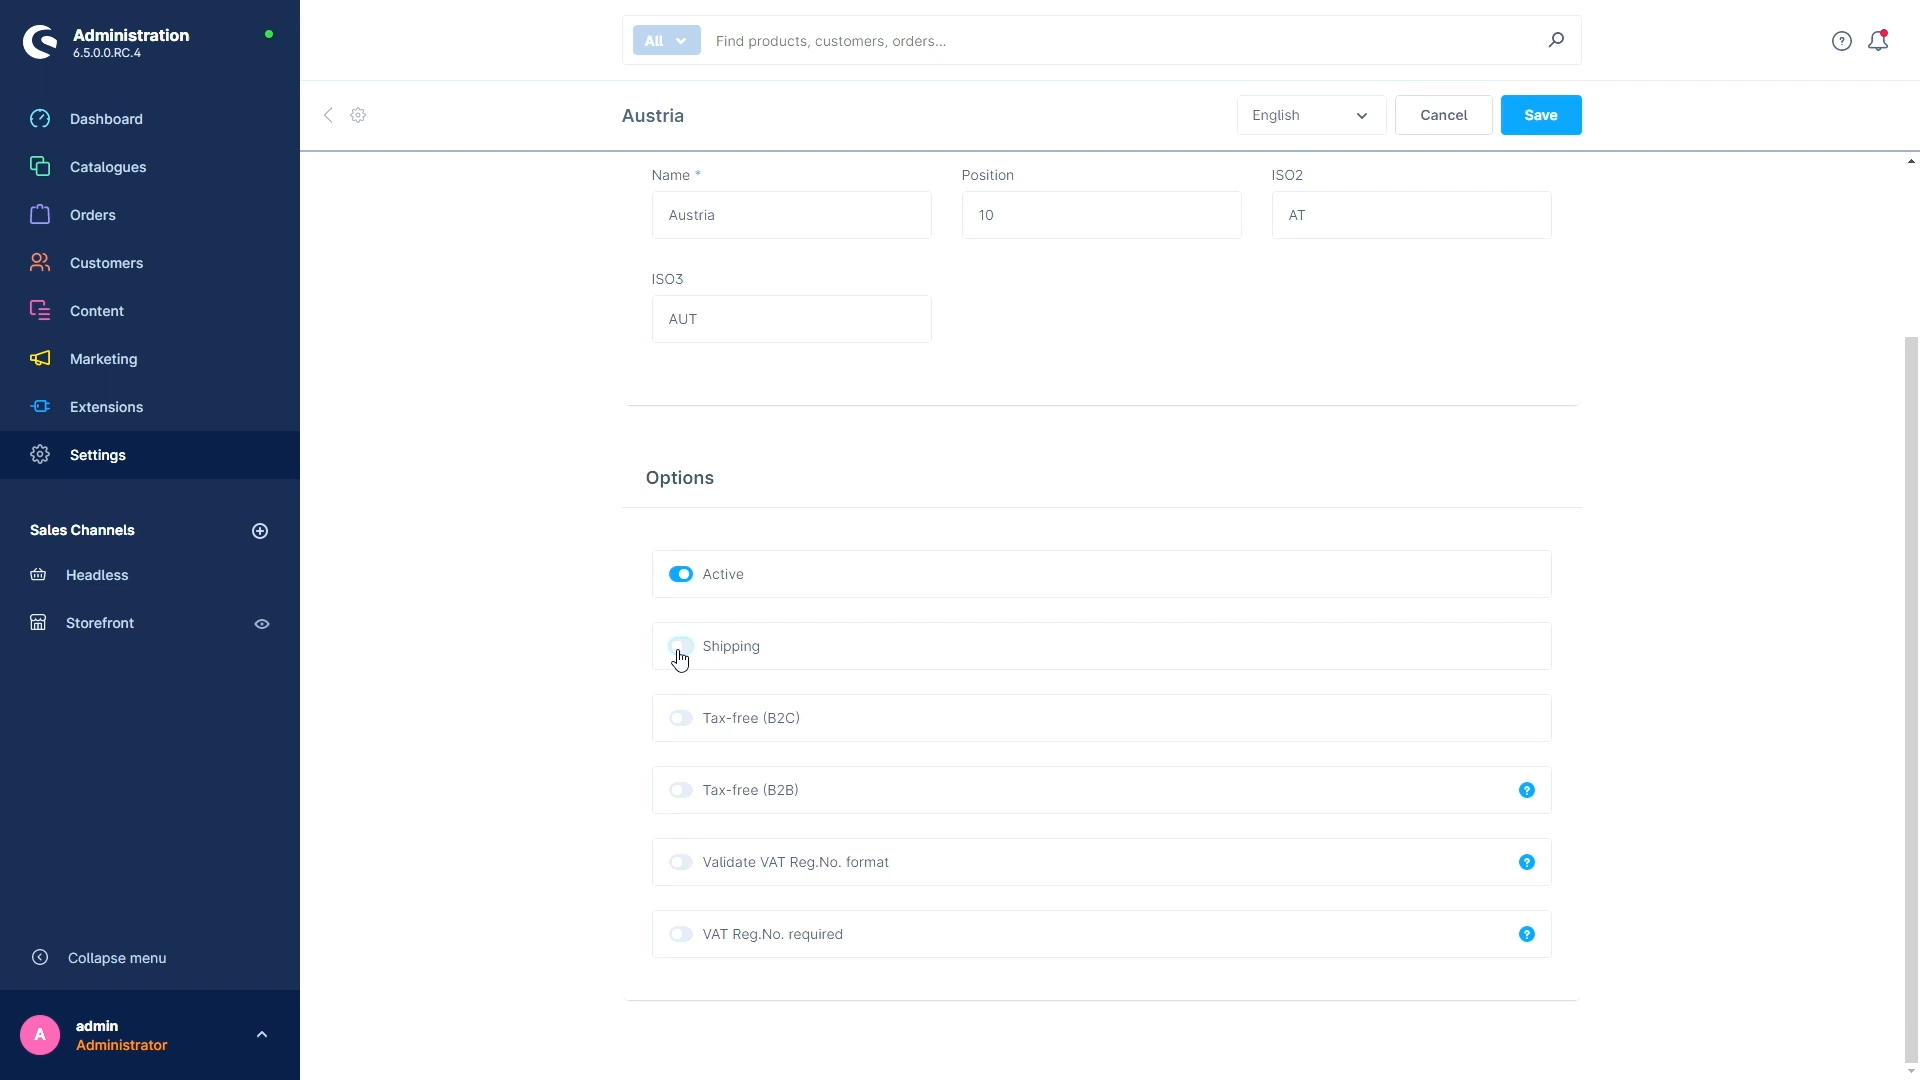 Administration
6.5.0.0.RC.4
Dashboard
Catalogues
Orders
Customers
Content
Marketing
Extensions
Settings
Sales Channels
Headless
Storefront
Collapse menu
A
admin
Administrator
All
Find products, customers, orders...
?
Austria
English
Cancel
Save
Name *
Position
ISO2
Austria
10
AT
ISO3
AUT
Options
Active
Shipping
Tax-free (B2C)
Tax-free (B2B)
?
Validate VAT Reg.No. format
?
VAT Reg.No. required
?